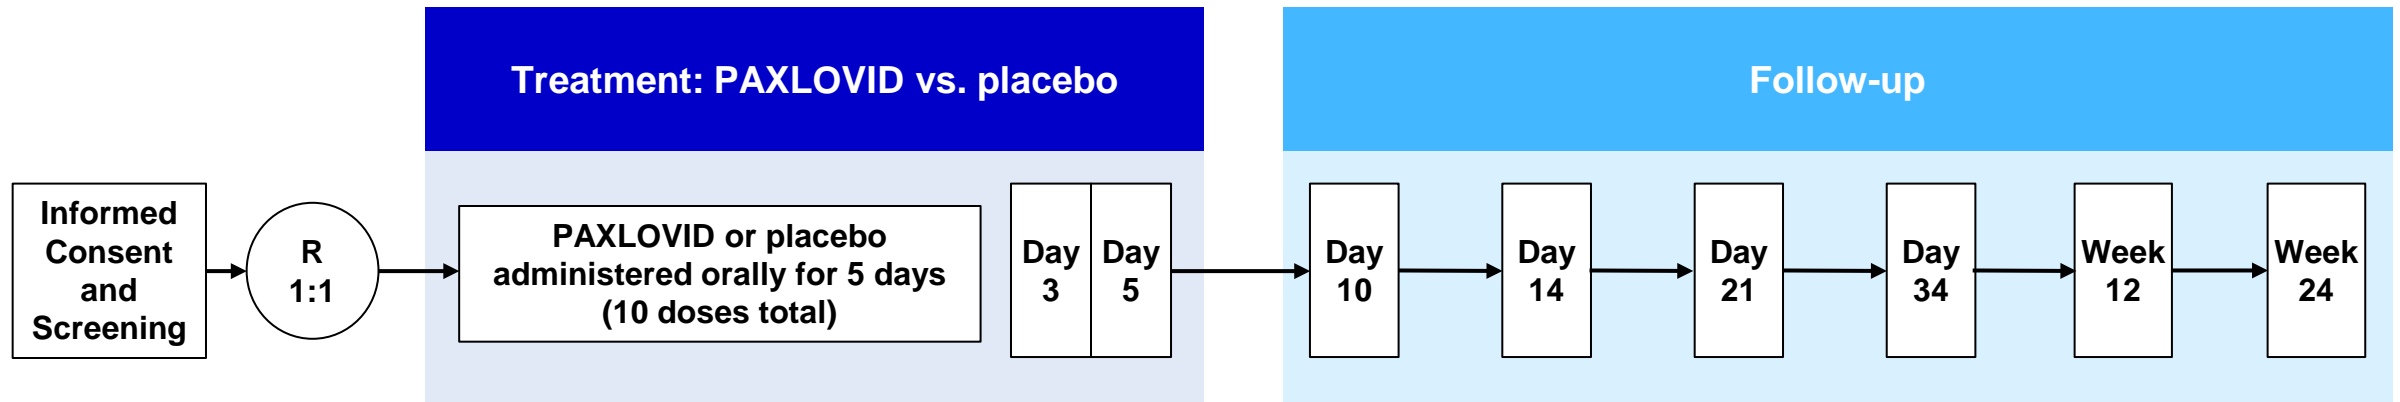 Treatment: PAXLOVID vs. placebo
Follow-up
Informed
Consent
and
Screening
R
1:1
PAXLOVID or placebo
administered orally for 5 days
(10 doses total)
Day
3
Day
5
Day
10
Day
14
Day
21
Day
34
Week
12
Week
24